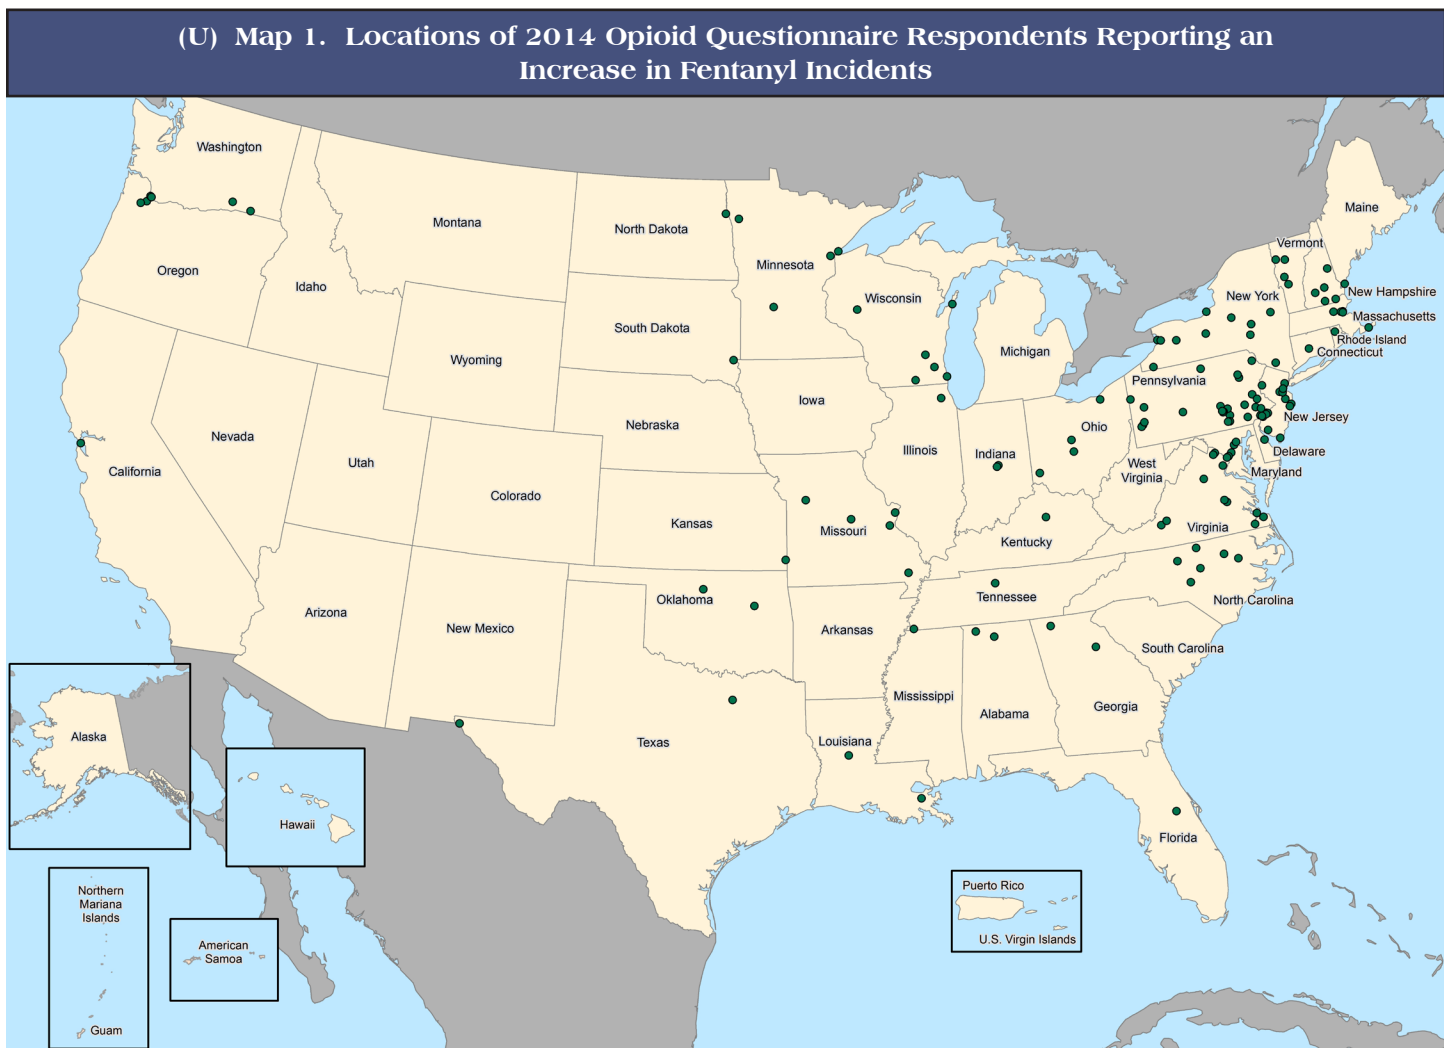 (U) Map 1. Locations of 2014 Opioid Questionnaire Respondents Reporting an
Increase in Fentanyl Incidents
Washington
Montana
North Dakota
Minnesota
Maine
Vermont
Oregon
Idaho
Wisconsin
New York
New Hampshire
Massachusetts
South Dakota
Rhode Island
Connecticut
Wyoming
Michigan
Pennsylvania
Iowa
New Jersey
Nebraska
Ohio
Nevada
Utah
California
Illinois
Indiana
Delaware
West
Virginia
Maryland
Colorado
Kansas
Missouri
Virginia
Kentucky
Oklahoma
Tennessee
North Carolina
Arizona
New Mexico
Arkansas
South Carolina
Mississippi
Alabama
Georgia
Alaska
Texas
Louisiana
Hawaii
Florida
Northern
Mariana
Islands
Guam
American
Samoa
Puerto Rico
U.S. Virgin Islands